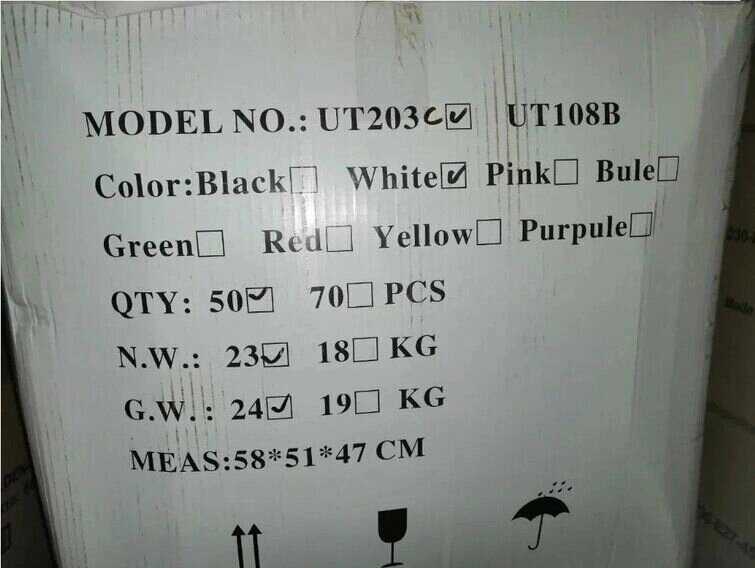 MODEL NO.: UT203C☑ UT108B
Color:Black☐ White☑ Pink☐ Bule☐
Green☐ Red☐ Yellow☐ Purpule☐
QTY: 50☑ 70☐ PCS
N.W.: 23☑ 18☐ KG
G.W.: 24☑ 19☐ KG
MEAS:58*51*47 CM